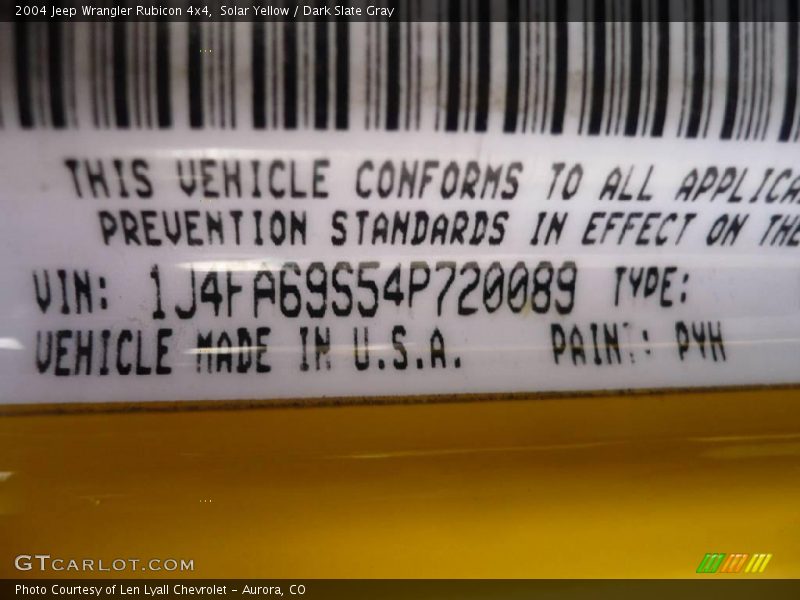 2004 Jeep Wrangler Rubicon 4x4, Solar Yellow / Dark Slate Gray
THIS VEHICLE CONFORMS TO ALL APPLICA
PREVENTION STANDARDS IN EFFECT ON THE
VIN: 1J4FA69S54P720089 TYPE:
VEHICLE MADE IN U.S.A. PAINT: PYH
GTCARLOT.COM
Photo Courtesy of Len Lyall Chevrolet - Aurora, CO